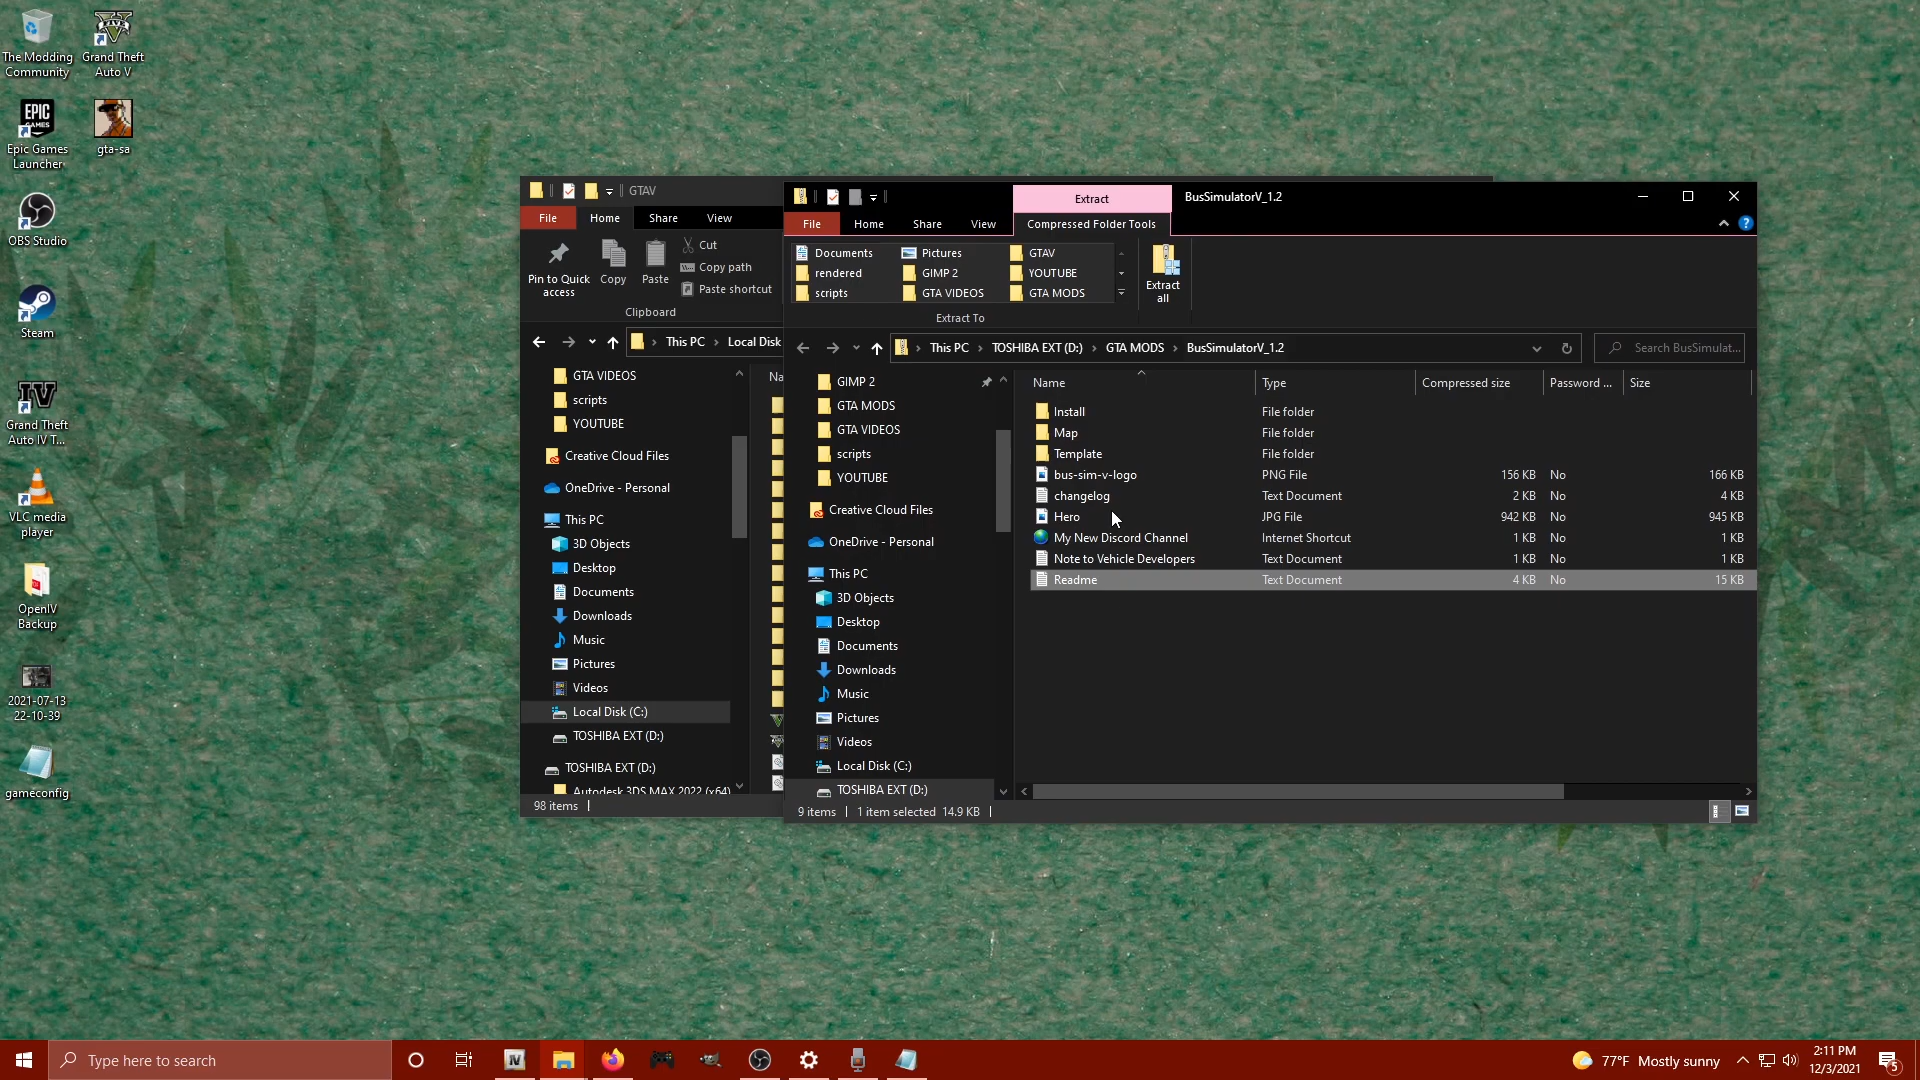 The Modding
Community
Grand Theft
Auto V
EPIC
GAMES
Epic Games
Launcher
gta-sa
OBS Studio
Steam
IV
Grand Theft
Auto IV T...
VLC media
player
OpenIV
Backup
2021-07-13
22-10-39
gameconfig
GTAV
File
Home
Share
View
Pin to Quick
access
Copy
Paste
Cut
Copy path
Paste shortcut
Clipboard
This PC
Local Disk
GTA VIDEOS
scripts
YOUTUBE
Creative Cloud Files
OneDrive - Personal
This PC
3D Objects
Desktop
Documents
Downloads
Music
Pictures
Videos
Local Disk (C:)
TOSHIBA EXT (D:)
TOSHIBA EXT (D:)
Autodesk 3DS MAX 2022 (x64)
Na
98 items
Extract
BusSimulatorV_1.2
File
Home
Share
View
Compressed Folder Tools
Documents
Pictures
GTAV
rendered
GIMP 2
YOUTUBE
scripts
GTA VIDEOS
GTA MODS
Extract
all
Extract To
This PC
TOSHIBA EXT (D:)
GTA MODS
BusSimulatorV_1.2
Search BusSimulat...
GIMP 2
GTA MODS
GTA VIDEOS
scripts
YOUTUBE
Creative Cloud Files
OneDrive - Personal
This PC
3D Objects
Desktop
Documents
Downloads
Music
Pictures
Videos
Local Disk (C:)
TOSHIBA EXT (D:)
Name Type Compressed size Password ... Size
Install File folder
Map File folder
Template File folder
bus-sim-v-logo PNG File 156 KB No 166 KB
changelog Text Document 2 KB No 4 KB
Hero JPG File 942 KB No 945 KB
My New Discord Channel Internet Shortcut 1 KB No 1 KB
Note to Vehicle Developers Text Document 1 KB No 1 KB
Readme Text Document 4 KB No 15 KB
9 items 1 item selected 14.9 KB
Type here to search
77°F Mostly sunny
2:11 PM
12/3/2021
5